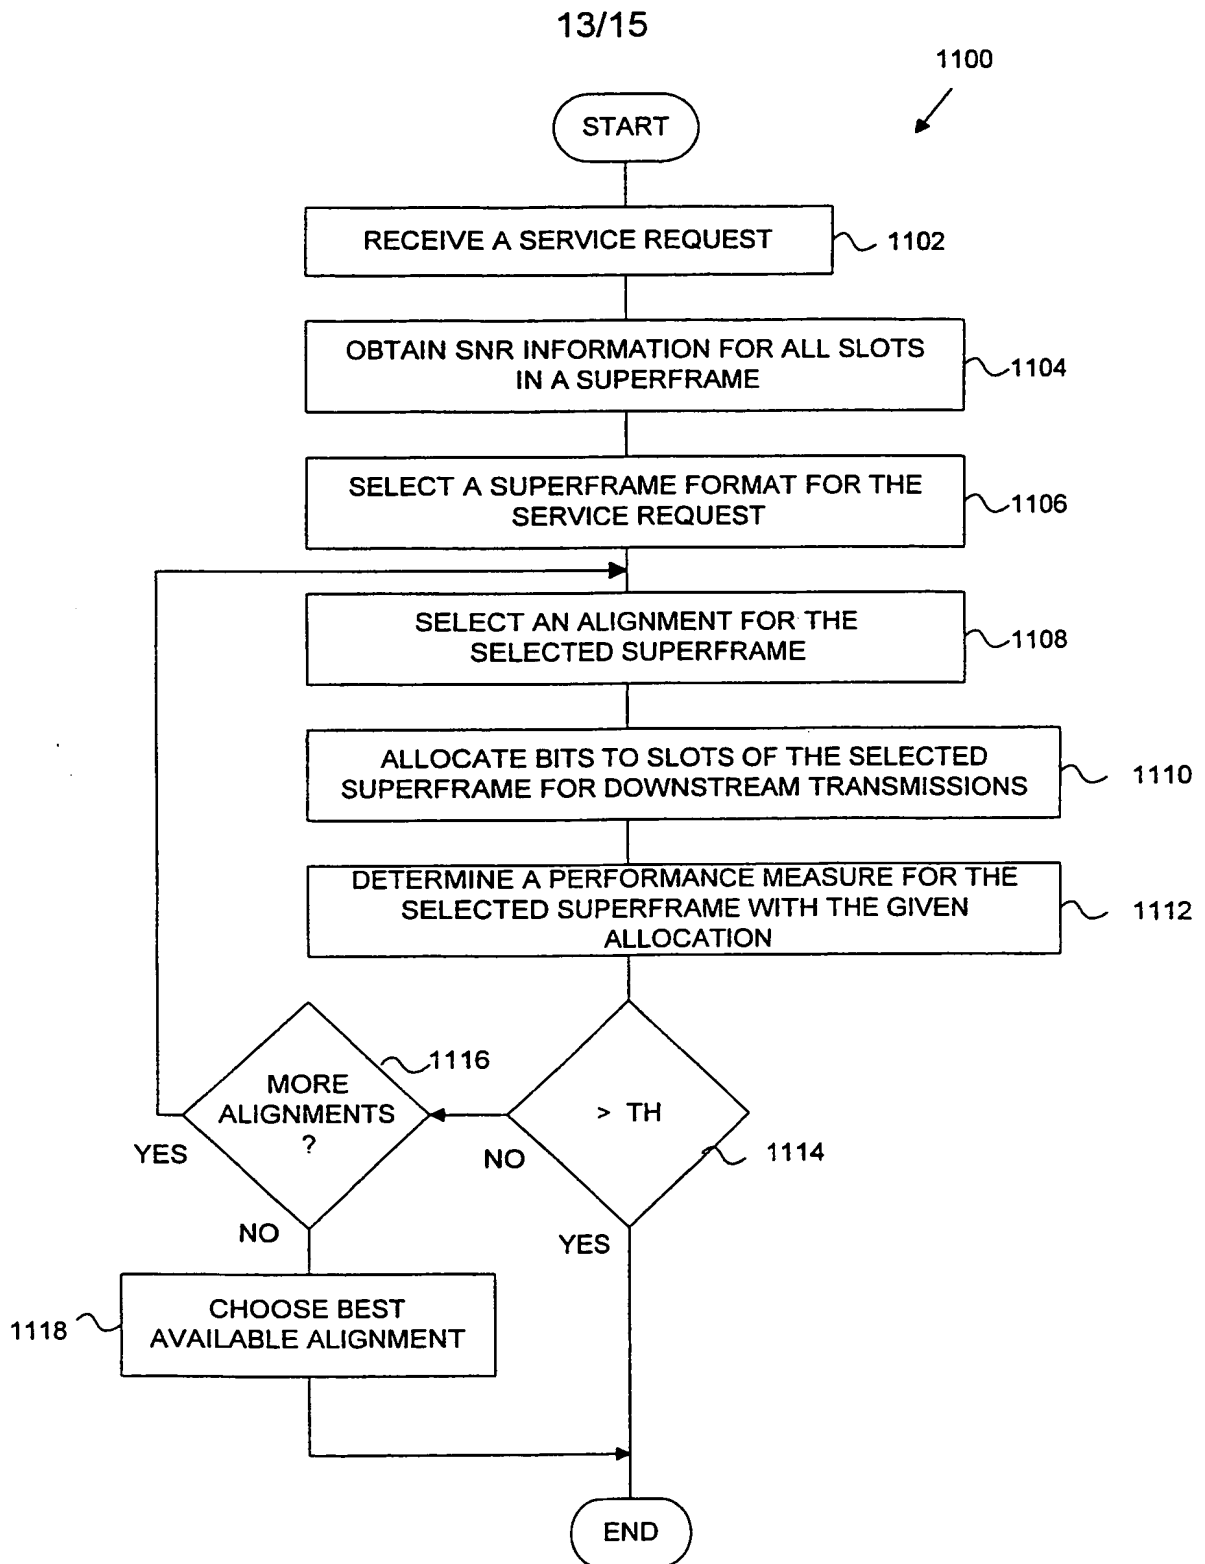 13/15
1100
START
RECEIVE A SERVICE REQUEST
1102
OBTAIN SNR INFORMATION FOR ALL SLOTS
IN A SUPERFRAME
1104
SELECT A SUPERFRAME FORMAT FOR THE
SERVICE REQUEST
1106
SELECT AN ALIGNMENT FOR THE
SELECTED SUPERFRAME
1108
ALLOCATE BITS TO SLOTS OF THE SELECTED
SUPERFRAME FOR DOWNSTREAM TRANSMISSIONS
1110
DETERMINE A PERFORMANCE MEASURE FOR THE
SELECTED SUPERFRAME WITH THE GIVEN
ALLOCATION
1112
> TH
1114
NO
YES
MORE
ALIGNMENTS
?
1116
YES
NO
CHOOSE BEST
AVAILABLE ALIGNMENT
1118
END